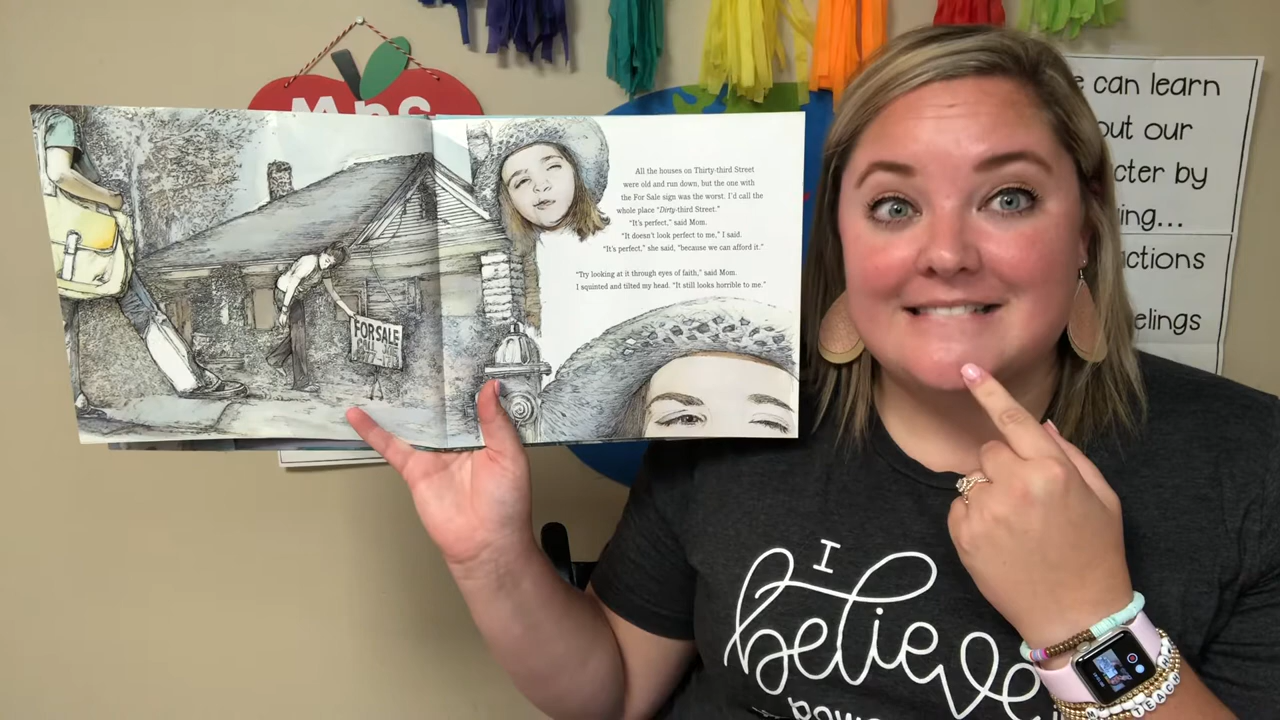 Mrs
e can learn
out our
cter by
ing...
actions
elings
All the houses on Thirty-third Street
were old and run down, but the one with
the For Sale sign was the worst. I'd call the
whole place "Dirty-third Street."
"It's perfect," said Mom.
"It doesn't look perfect to me," I said.
"It's perfect," she said, "because we can afford it."
"Try looking at it through eyes of faith," said Mom.
I squinted and tilted my head. "It still looks horrible to me."
FOR SALE
I
believe
TEACH